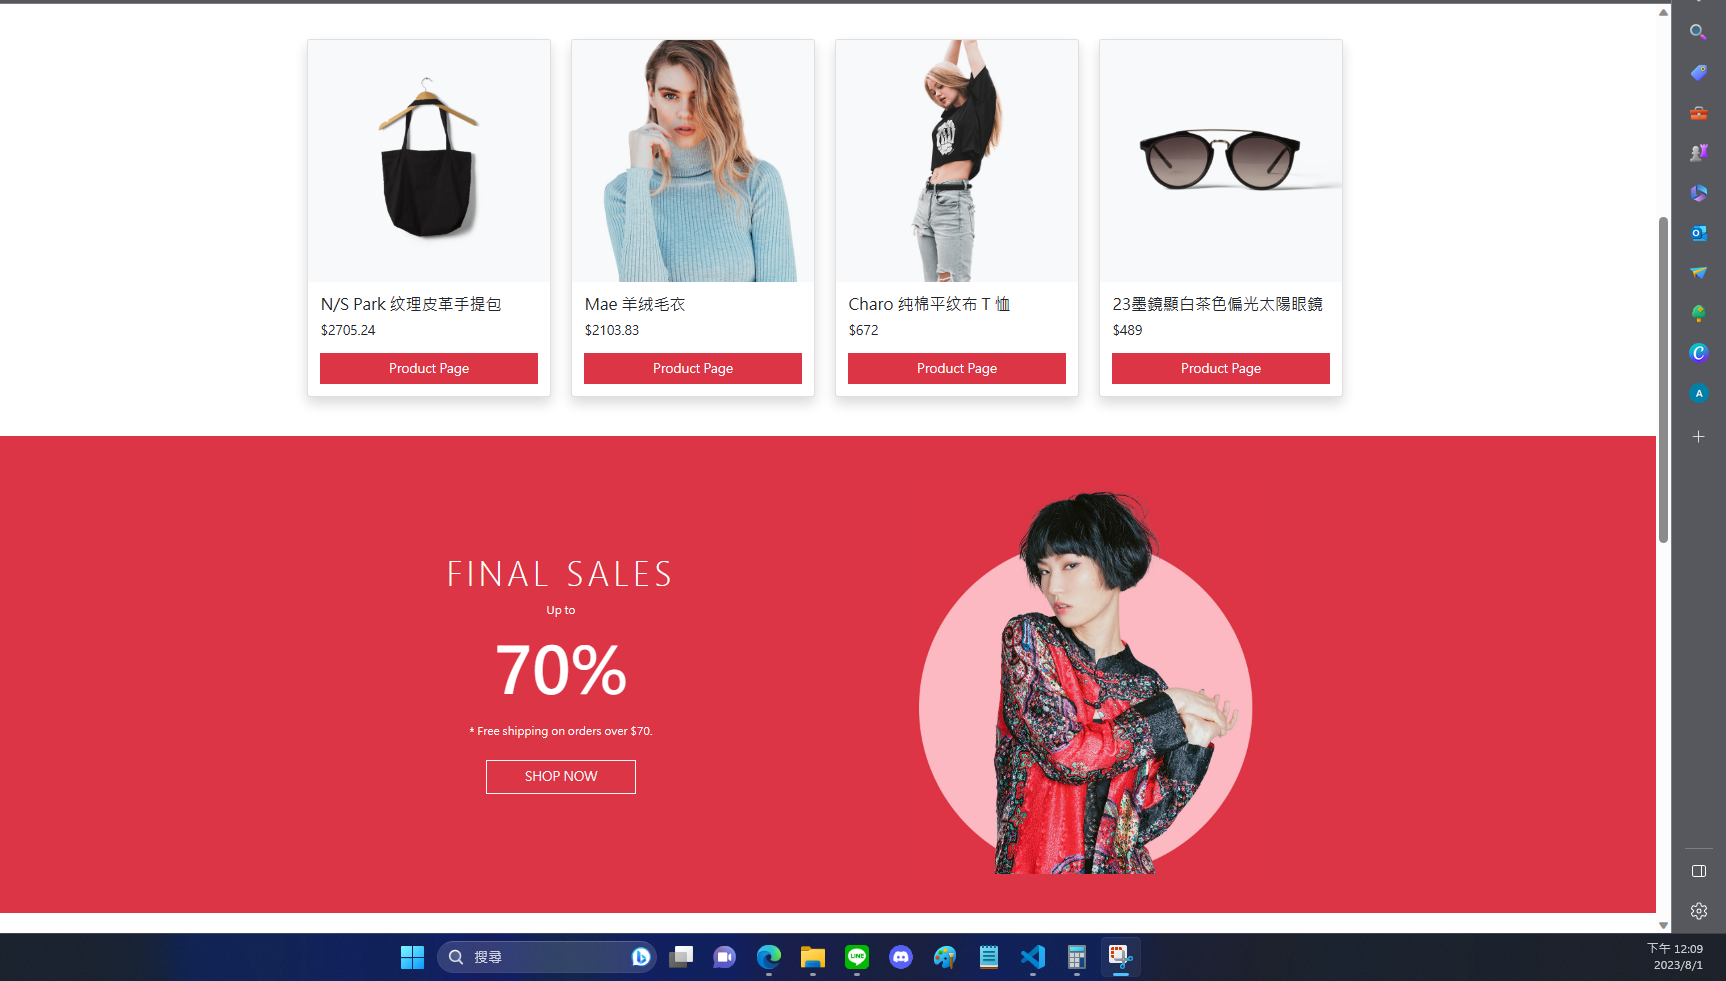 N/S Park 纹理皮革手提包
$2705.24
Product Page
Mae 羊绒毛衣
$2103.83
Product Page
Charo 纯棉平纹布 T 恤
$672
Product Page
23墨鏡顯白茶色偏光太陽眼鏡
$489
Product Page
FINAL SALES
Up to
70%
* Free shipping on orders over $70.
SHOP NOW
搜尋
LINE
下午 12:09
2023/8/1
A